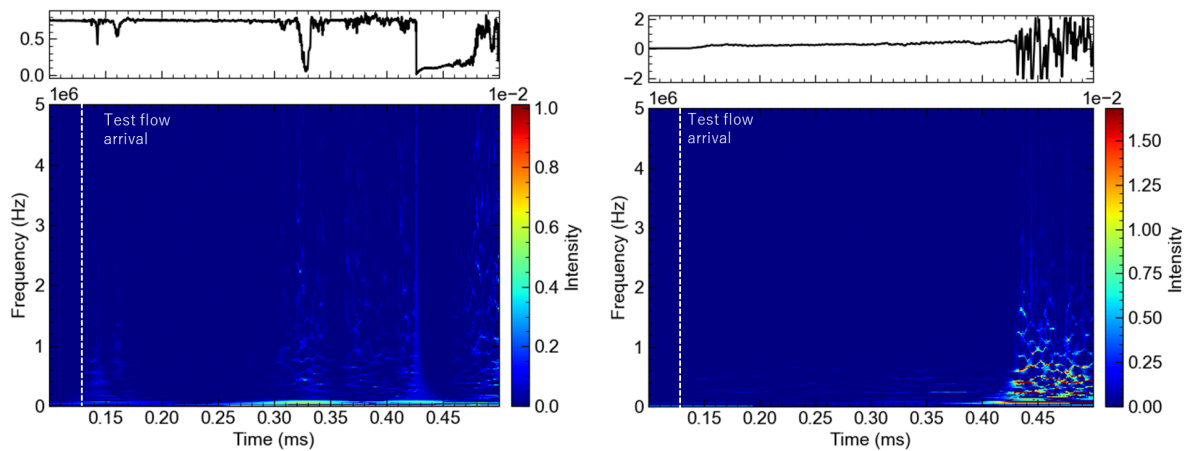 0.5
0.0
1e6
1e-2
5
4
3
2
1
0
Test flow
arrival
Frequency (Hz)
0.15 0.20 0.25 0.30 0.35 0.40 0.45
Time (ms)
1.0
0.8
0.6
0.4
0.2
0.0
Intensity
2
0
−2
1e6
1e-2
5
4
3
2
1
0
Test flow
arrival
Frequency (Hz)
0.15 0.20 0.25 0.30 0.35 0.40 0.45
Time (ms)
1.50
1.25
1.00
0.75
0.50
0.25
0.00
Intensity